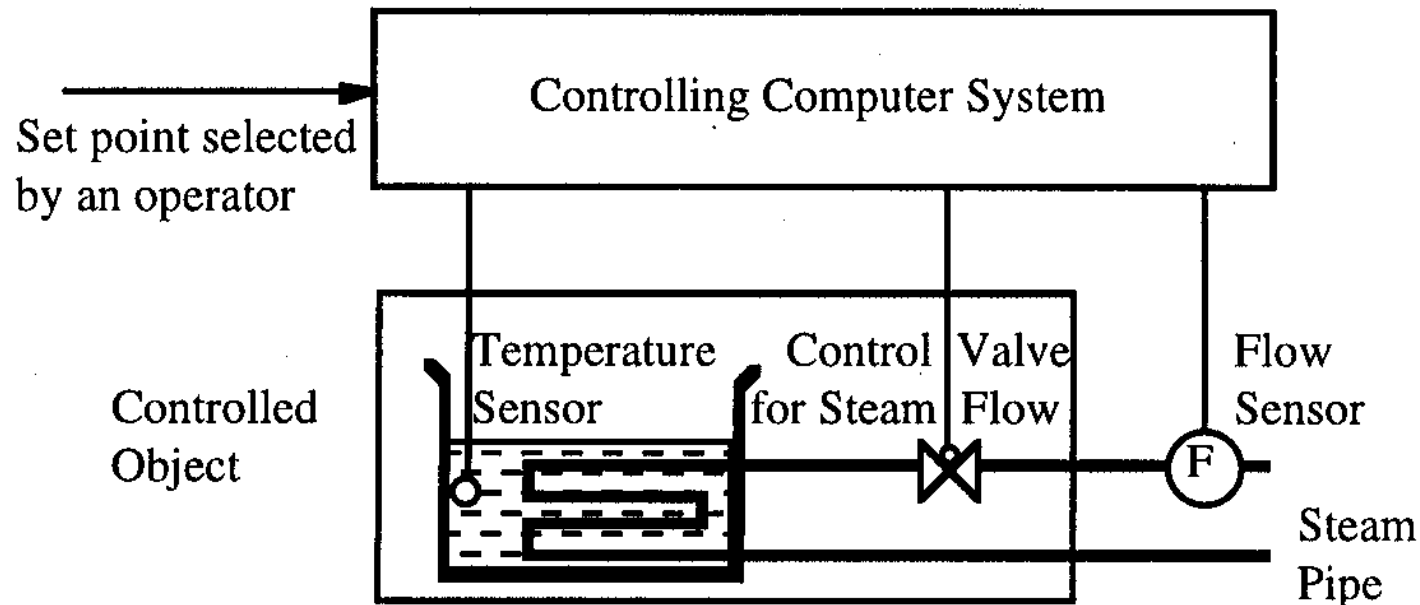 Controlling Computer System
Set point selected
by an operator
Temperature
Sensor
Control Valve
for Steam Flow
Flow
Sensor
Controlled
Object
F
Steam
Pipe